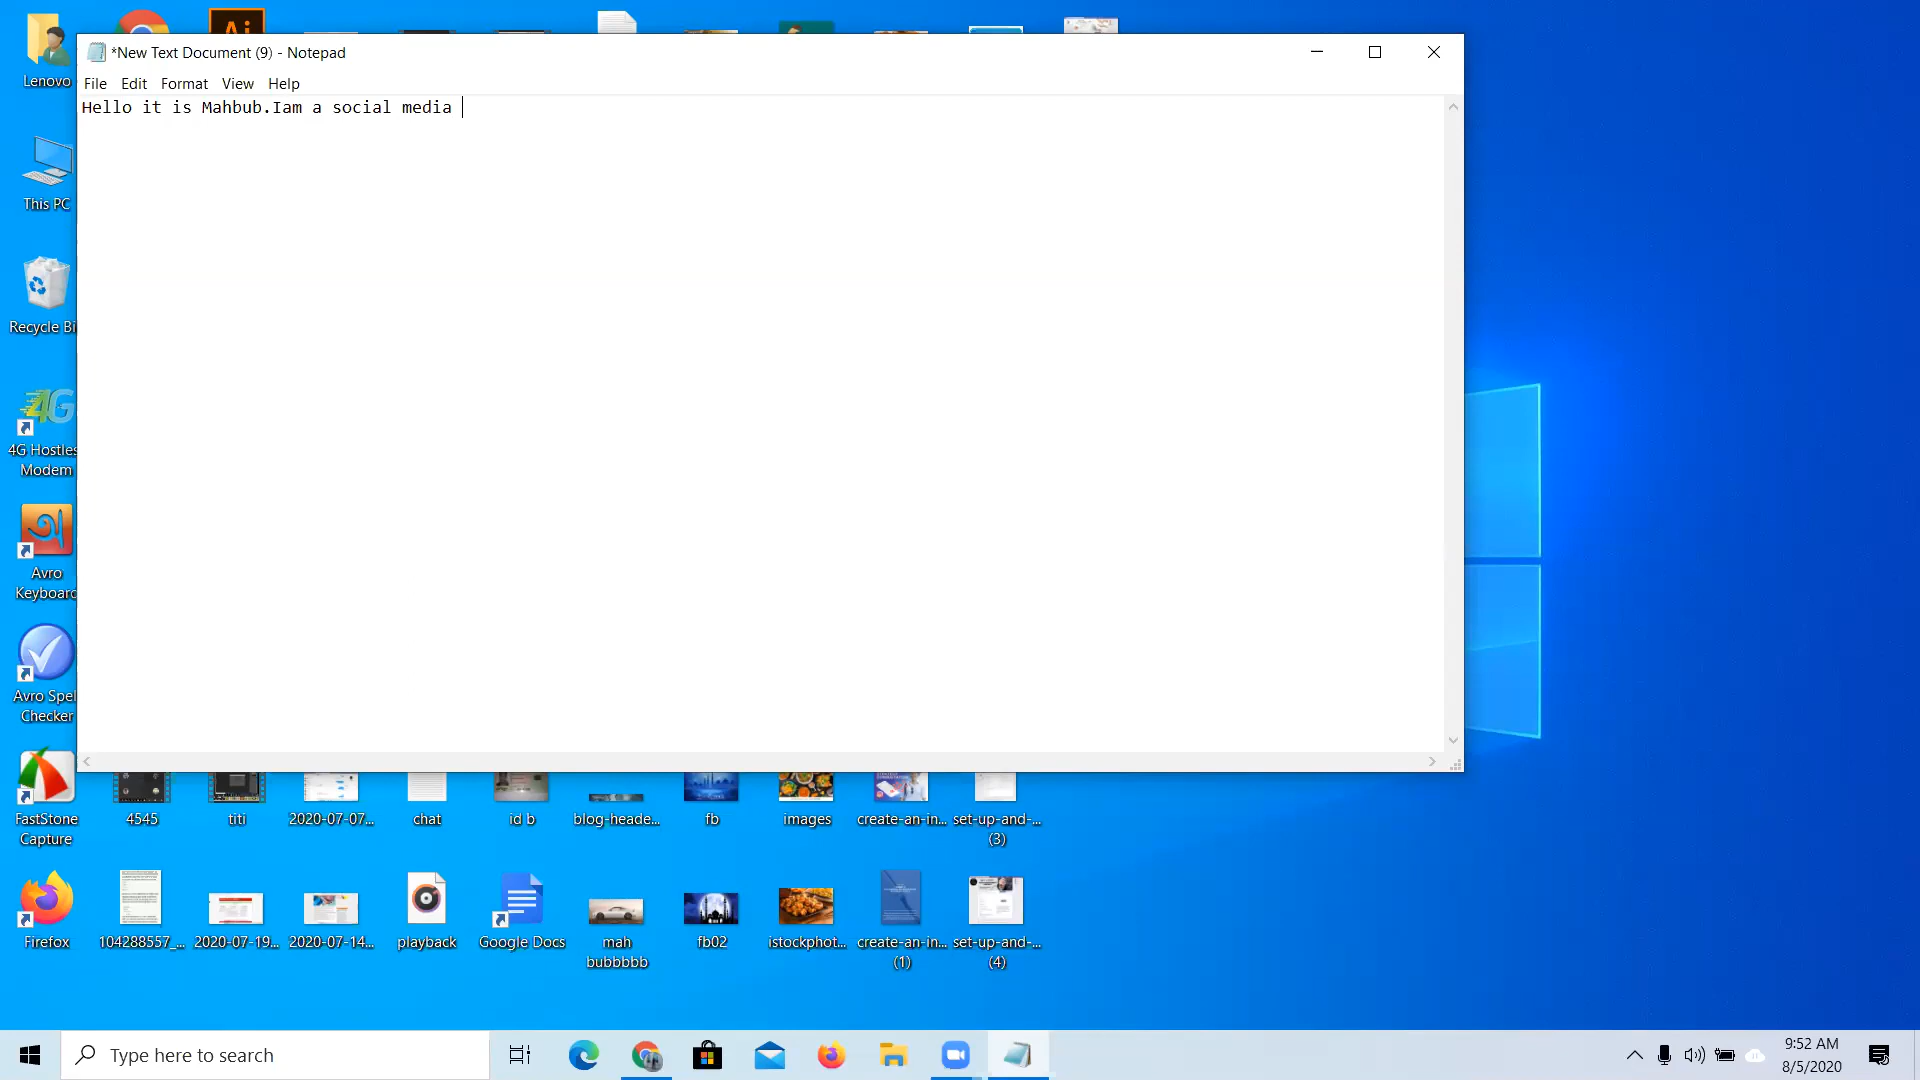 *New Text Document (9) - Notepad
File Edit Format View Help
Hello it is Mahbub.Iam a social media
Lenovo
This PC
Recycle Bi
4G Hostles
Modem
Avro
Keyboard
Avro Spel
Checker
FastStone
Capture
4545
titi
2020-07-07...
chat
id b
blog-heade...
fb
images
create-an-in...
set-up-and-...
(3)
Firefox
104288557_...
2020-07-19...
2020-07-14...
playback
Google Docs
mah
bubbbbb
fb02
istockphot...
create-an-in...
(1)
set-up-and-...
(4)
Type here to search
9:52 AM
8/5/2020